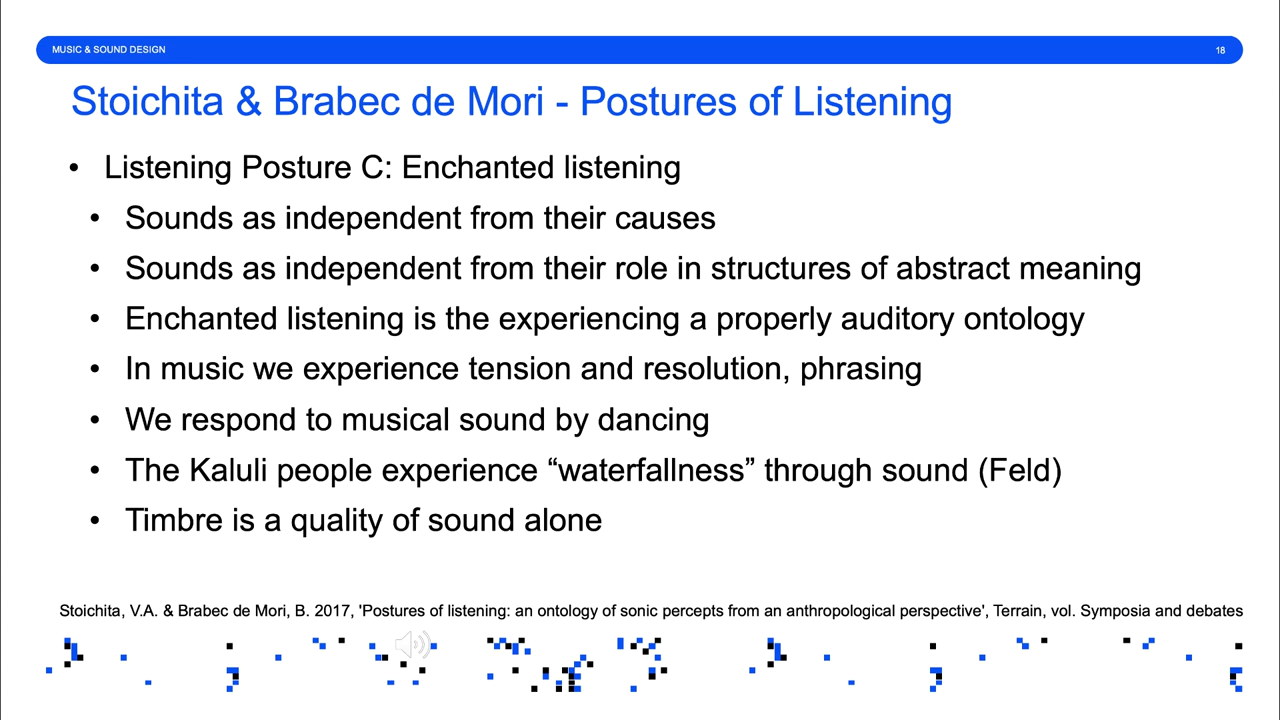 MUSIC & SOUND DESIGN 18
Stoichita & Brabec de Mori - Postures of Listening
• Listening Posture C: Enchanted listening
• Sounds as independent from their causes
• Sounds as independent from their role in structures of abstract meaning
• Enchanted listening is the experiencing a properly auditory ontology
• In music we experience tension and resolution, phrasing
• We respond to musical sound by dancing
• The Kaluli people experience “waterfallness” through sound (Feld)
• Timbre is a quality of sound alone
Stoichita, V.A. & Brabec de Mori, B. 2017, 'Postures of listening: an ontology of sonic percepts from an anthropological perspective', Terrain, vol. Symposia and debates